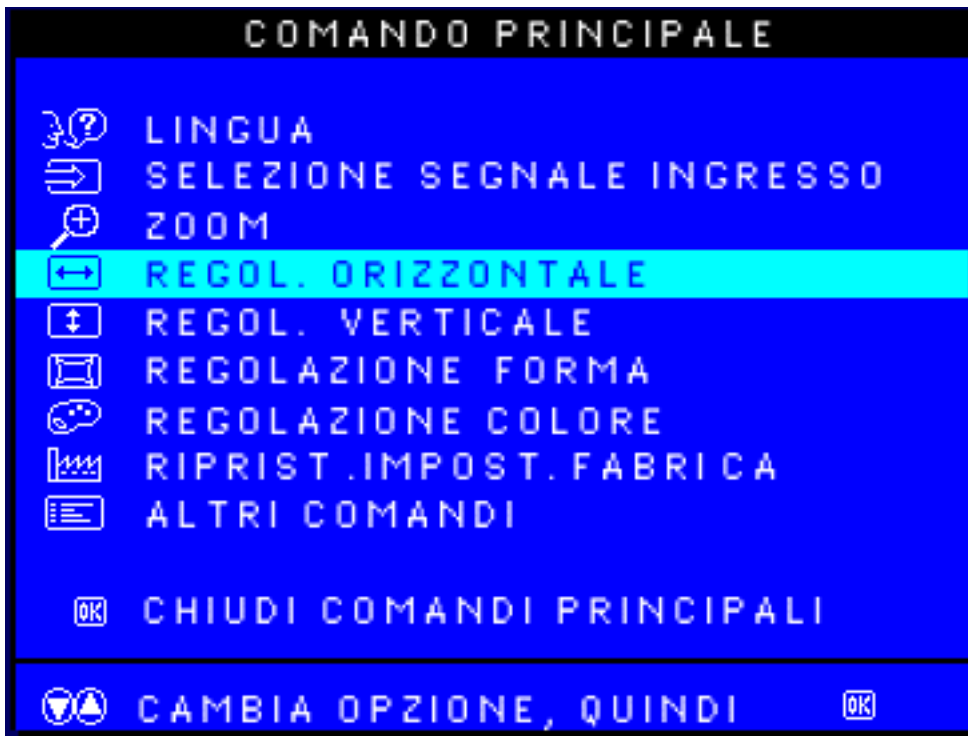 COMANDO PRINCIPALE
LINGUA
SELEZIONE SEGNALE INGRESSO
ZOOM
REGOL. ORIZZONTALE
REGOL. VERTICALE
REGOLAZIONE FORMA
REGOLAZIONE COLORE
RIPRIST.IMPOST.FABRICA
ALTRI COMANDI
OK CHIUDI COMANDI PRINCIPALI
CAMBIA OPZIONE, QUINDI OK